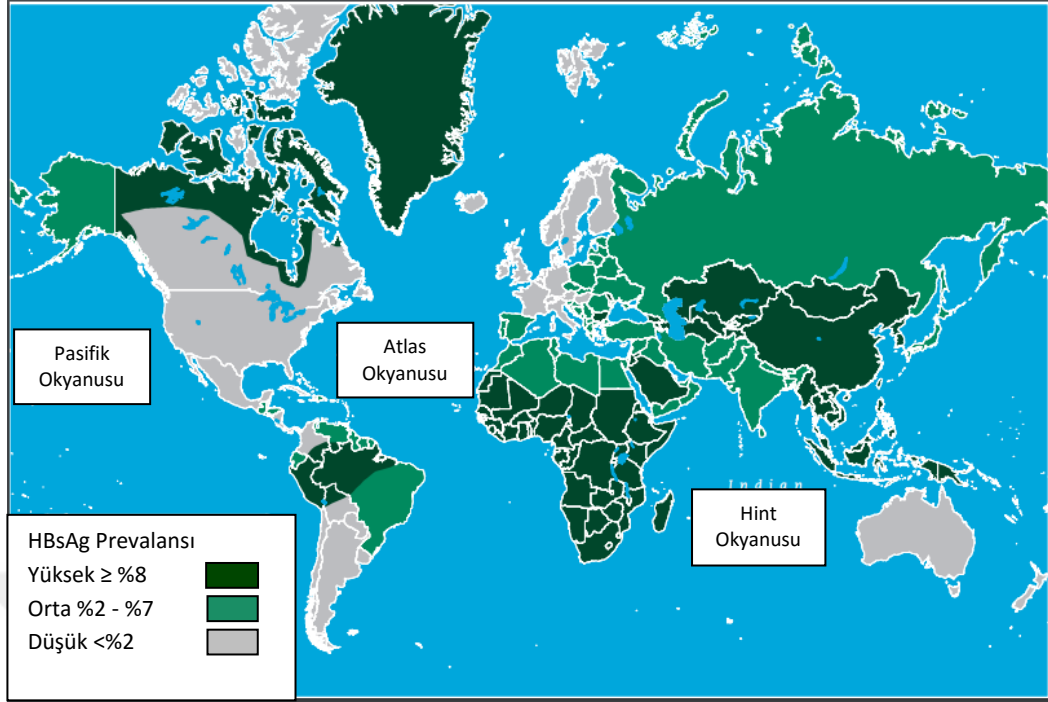 Pasifik
Okyanusu
Atlas
Okyanusu
Indian
Hint
Okyanusu
HBsAg Prevalansı
Yüksek ≥ %8
Orta %2 - %7
Düşük <%2